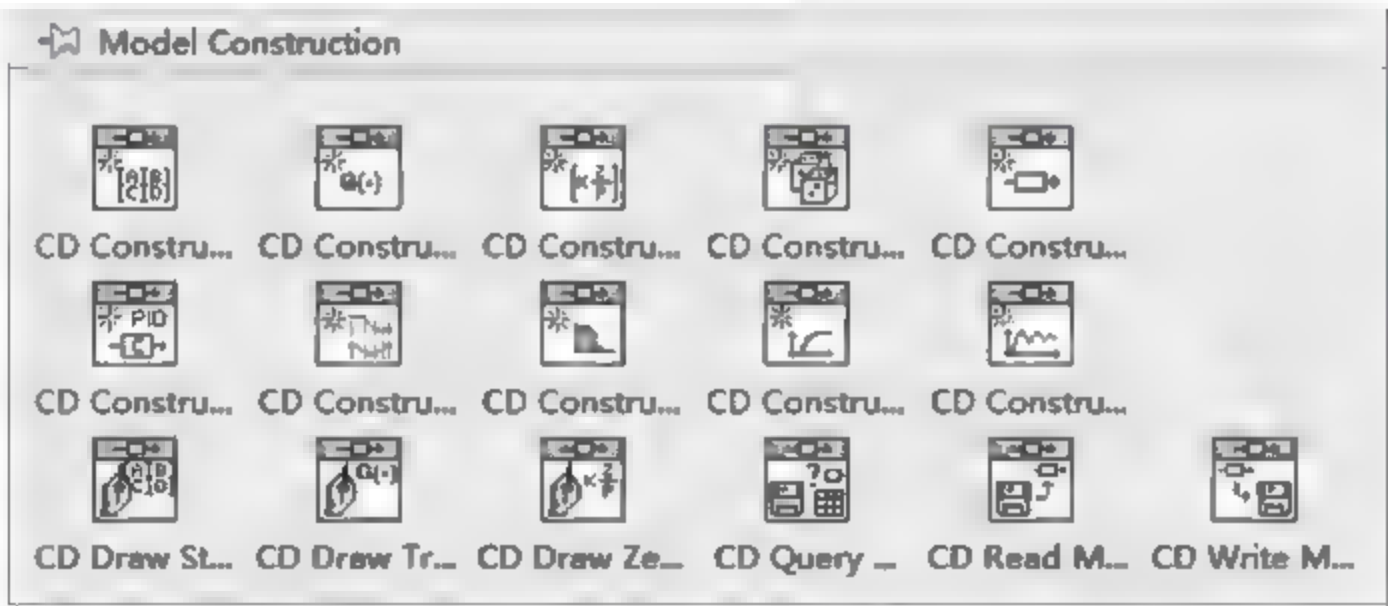 Model Construction
CD Constru... CD Constru... CD Constru... CD Constru... CD Constru...
PID
CD Constru... CD Constru... CD Constru... CD Constru... CD Constru...
CD Draw St... CD Draw Tr... CD Draw Ze... CD Query ... CD Read M... CD Write M...